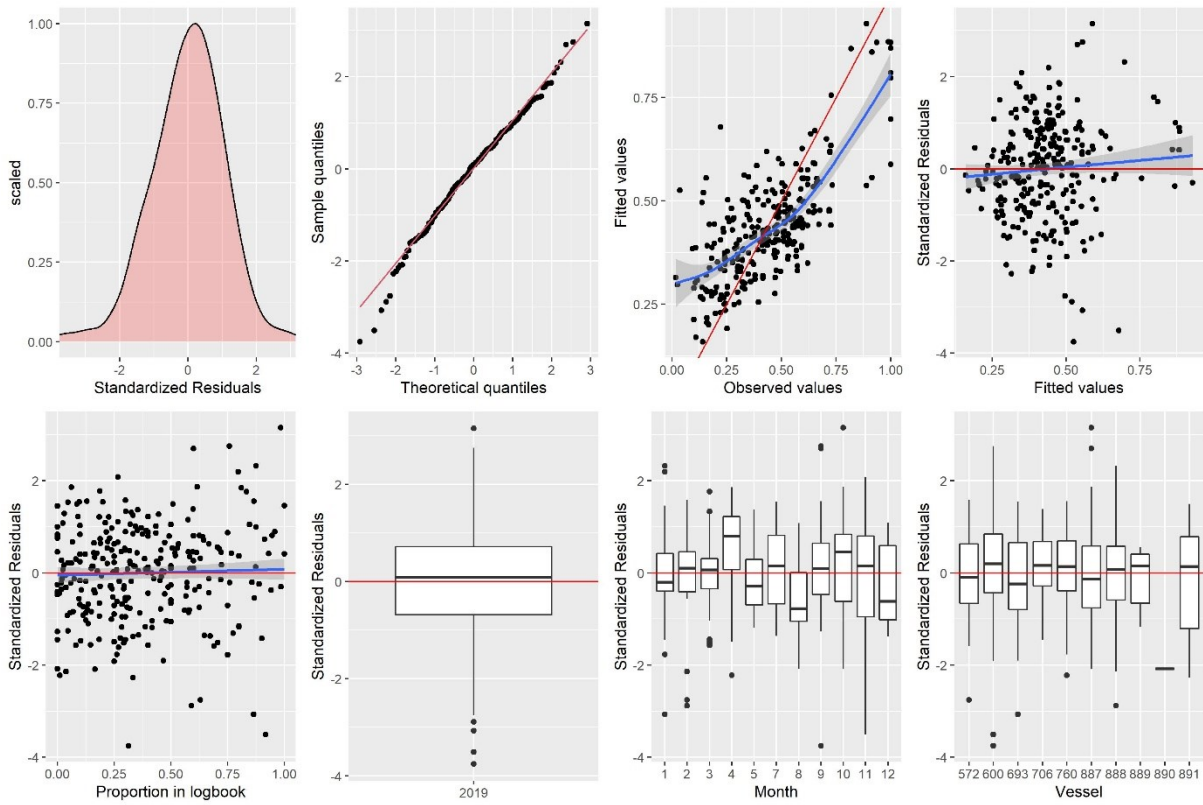 scaled
1.00
0.75
0.50
0.25
0.00
-2 0 2
Standardized Residuals
Sample quantiles
2
0
-2
-4
-3 -2 -1 0 1 2 3
Theoretical quantiles
Fitted values
0.75
0.50
0.25
0.00 0.25 0.50 0.75 1.00
Observed values
Standardized Residuals
2
0
-2
-4
0.25 0.50 0.75
Fitted values
Standardized Residuals
2
0
-2
-4
0.00 0.25 0.50 0.75 1.00
Proportion in logbook
Standardized Residuals
2
0
-2
-4
2019
Standardized Residuals
2
0
-2
-4
1 2 3 4 5 7 8 9 10 11 12
Month
Standardized Residuals
2
0
-2
-4
572 600 693 706 760 887 888 889 890 891
Vessel